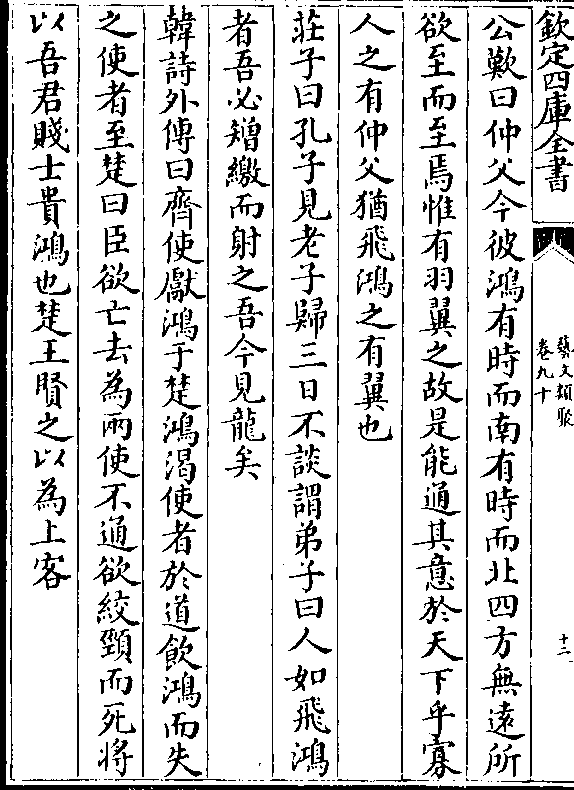 欽定四庫全書
藝文類聚
卷九十
十二
公歎曰仲父今彼鴻有時而南有時而北四方無遠所
欲至而至焉惟有羽翼之故是能通其意於天下乎寡
人之有仲父猶飛鴻之有翼也
莊子曰孔子見老子歸三日不談謂弟子曰人如飛鴻
者吾必矰繳而射之吾今見龍矣
韓詩外傳曰齊使獻鴻于楚鴻渴使者於道飲鴻而失
之使者至楚曰臣欲亡去為兩使不通欲絞頸而死將
以吾君賤士貴鴻也楚王賢之以為上客